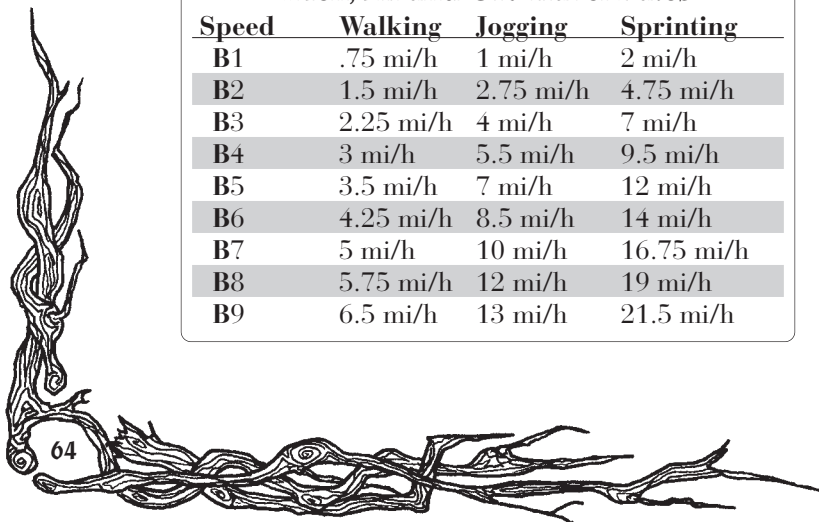 Speed Walking Jogging Sprinting
B1 .75 mi/h 1 mi/h 2 mi/h
B2 1.5 mi/h 2.75 mi/h 4.75 mi/h
B3 2.25 mi/h 4 mi/h 7 mi/h
B4 3 mi/h 5.5 mi/h 9.5 mi/h
B5 3.5 mi/h 7 mi/h 12 mi/h
B6 4.25 mi/h 8.5 mi/h 14 mi/h
B7 5 mi/h 10 mi/h 16.75 mi/h
B8 5.75 mi/h 12 mi/h 19 mi/h
B9 6.5 mi/h 13 mi/h 21.5 mi/h
64